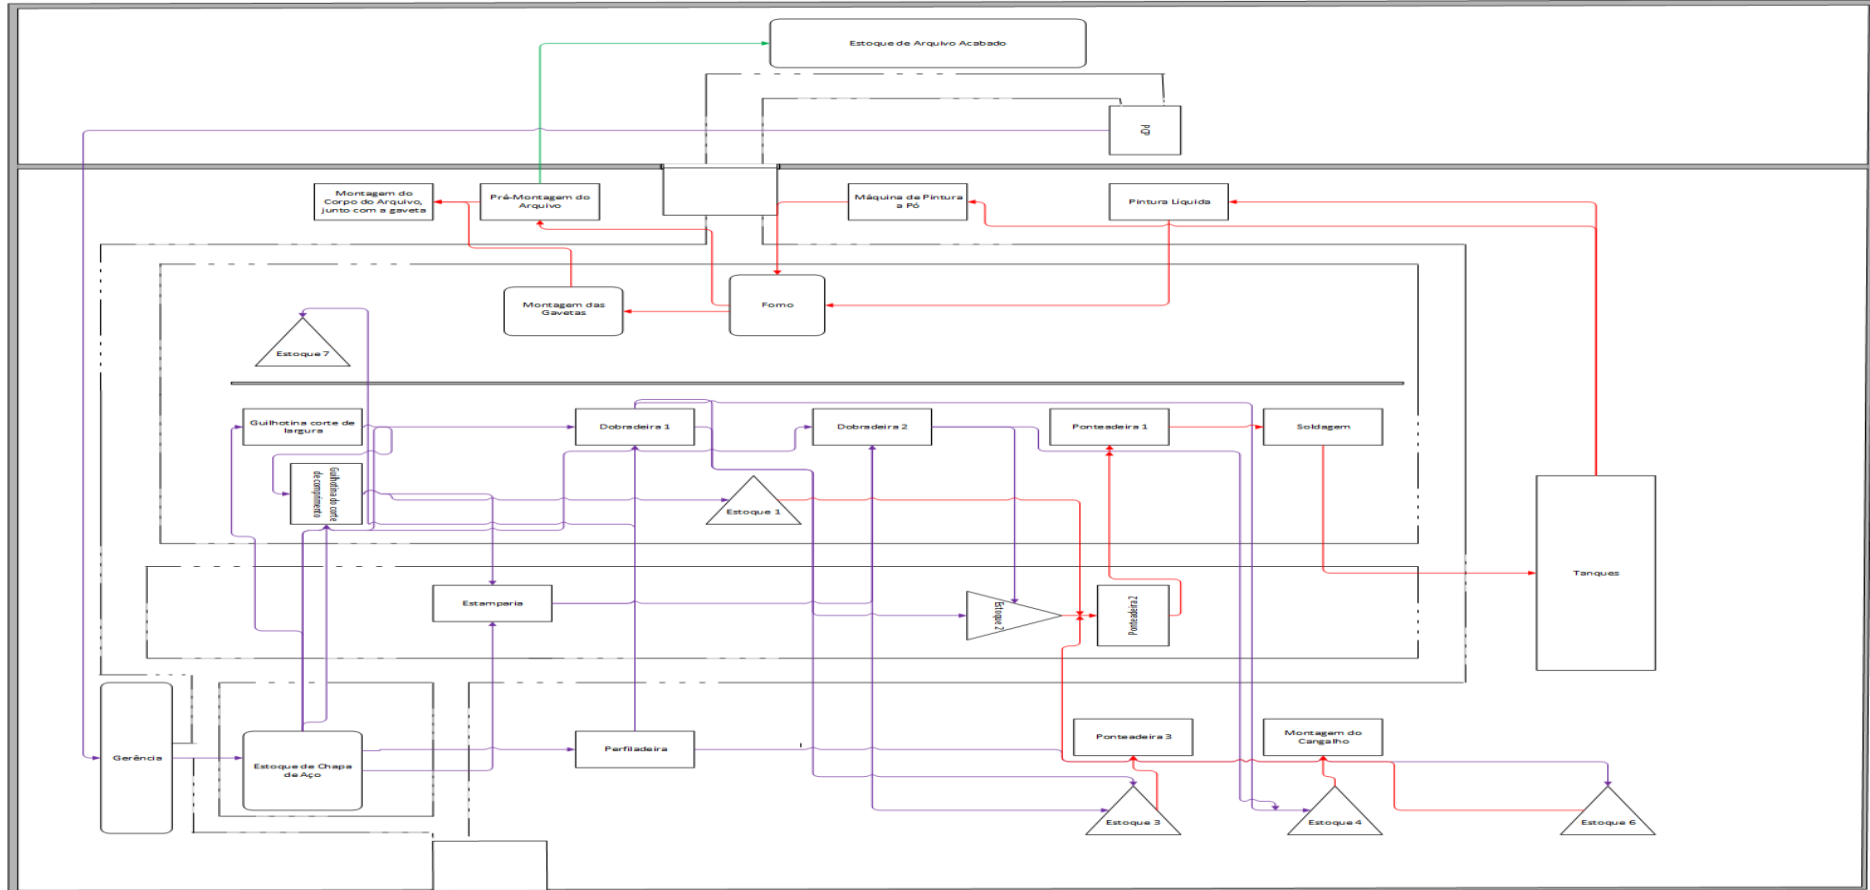 Estoque de Arquivo Acabado
PCP
Montagem do
Corpo do Arquivo,
junto com a gaveta
Pré-Montagem do
Arquivo
Máquina de Pintura
a Pó
Pintura Líquida
Montagem das
Gavetas
Forno
Estoque 7
Guilhotina corte de
largura
Dobradeira 1
Dobradeira 2
Ponteadeira 1
Soldagem
Guilhotina do corte
de comprimento
Estoque 1
Estamparia
Estoque 2
Ponteadeira 2
Tanques
Gerência
Estoque de Chapa
de Aço
Perfiladeira
Ponteadeira 3
Montagem do
Cangalho
Estoque 3
Estoque 4
Estoque 6